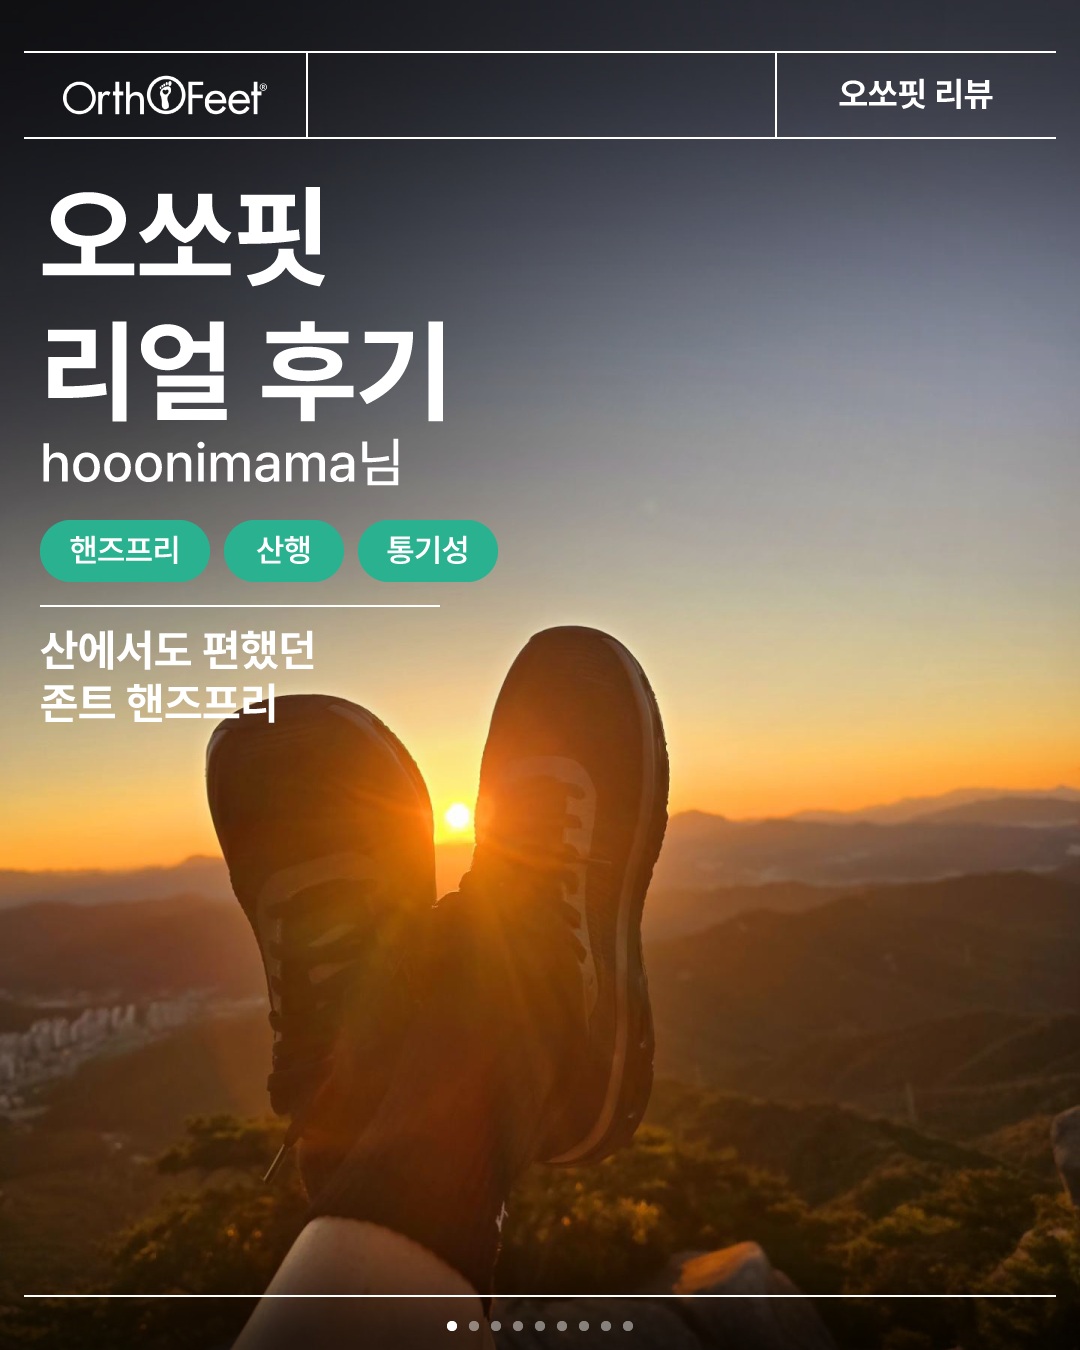 OrthoFeet®
오쏘핏 리뷰
오쏘핏
리얼 후기
hooonimama님
핸즈프리 산행 통기성
산에서도 편했던
존트 핸즈프리